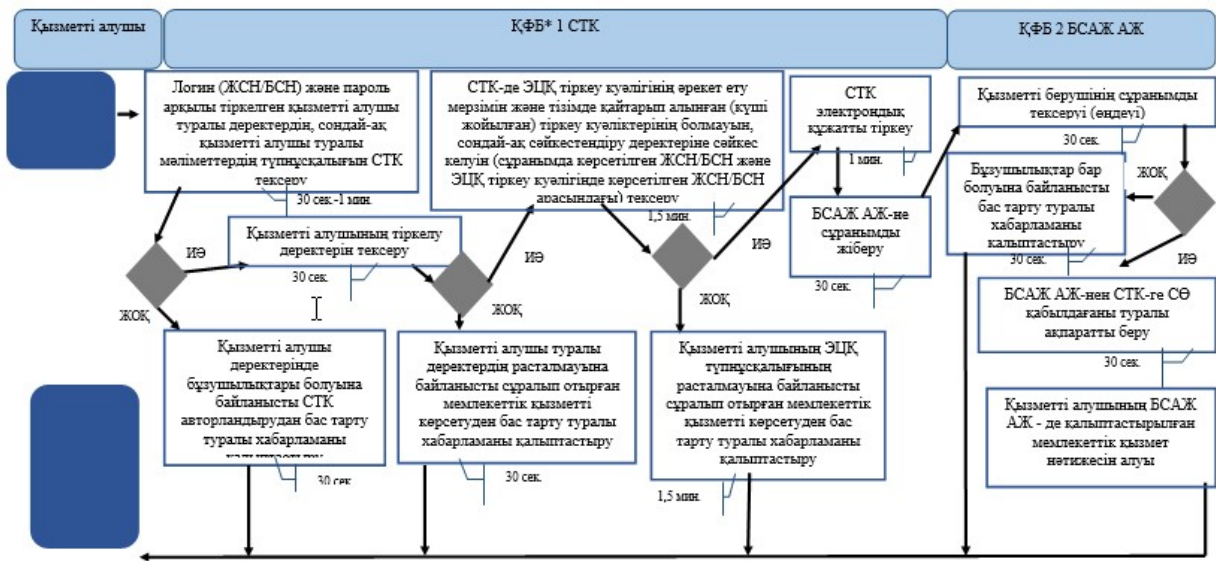 Қызметті алушы
ҚФБ* 1 СТК
ҚФБ 2 БСАЖ АЖ
Логин (ЖСН/БСН) және пароль
арқылы тіркелген қызметті алушы
туралы деректердің, сондай-ақ
қызметті алушы туралы
мәліметтердің түпнұсқалығын СТК
тексеру
30 сек.-1 мин.
СТК-де ЭЦҚ тіркеу куәлігінің әрекет ету
мерзімін және тізімде қайтарып алынған (күші
жойылған) тіркеу куәліктерінің болмауын,
сондай-ақ сәйкестендіру деректеріне сәйкес
келуін (сұранымда көрсетілген ЖСН/БСН және
ЭЦҚ тіркеу куәлігінде көрсетілген ЖСН/БСН
арасындағы) тексеру
1,5 мин.
СТК
электрондық
құжатты тіркеу
1 мин.
Қызметті берушінің сұранымды
тексеруі (өңдеуі)
30 сек.
ЖОҚ
Бұзушылықтар бар
болуына байланысты
бас тарту туралы
хабарламаны
қалыптастыру
30 сек.
ИӘ
БСАЖ АЖ-не
сұранымды
жіберу
30 сек.
Қызметті алушының тіркелу
деректерін тексеру
30 сек.
ИӘ
ИӘ
ИӘ
ЖОҚ
ЖОҚ
ЖОҚ
БСАЖ АЖ-нен СТК-ге СӨ
қабылдағаны туралы
ақпаратты беру
30 сек.
Қызметті алушы
деректерінде
бұзушылықтары болуына
байланысты СТК
авторландырудан бас тарту
туралы хабарламаны
қалыптастыру
30 сек.
Қызметті алушы туралы
деректердің расталмауына
байланысты сұралып отырған
мемлекеттік қызметті
көрсетуден бас тарту туралы
хабарламаны қалыптастыру
30 сек.
Қызметті алушының ЭЦҚ
түпнұсқалығының
расталмауына байланысты
сұралып отырған мемлекеттік
қызметті көрсетуден бас
тарту туралы хабарламаны
қалыптастыру
1,5 мин.
Қызметті алушының БСАЖ
АЖ - де қалыптастырылған
мемлекеттік қызмет
нәтижесін алуы